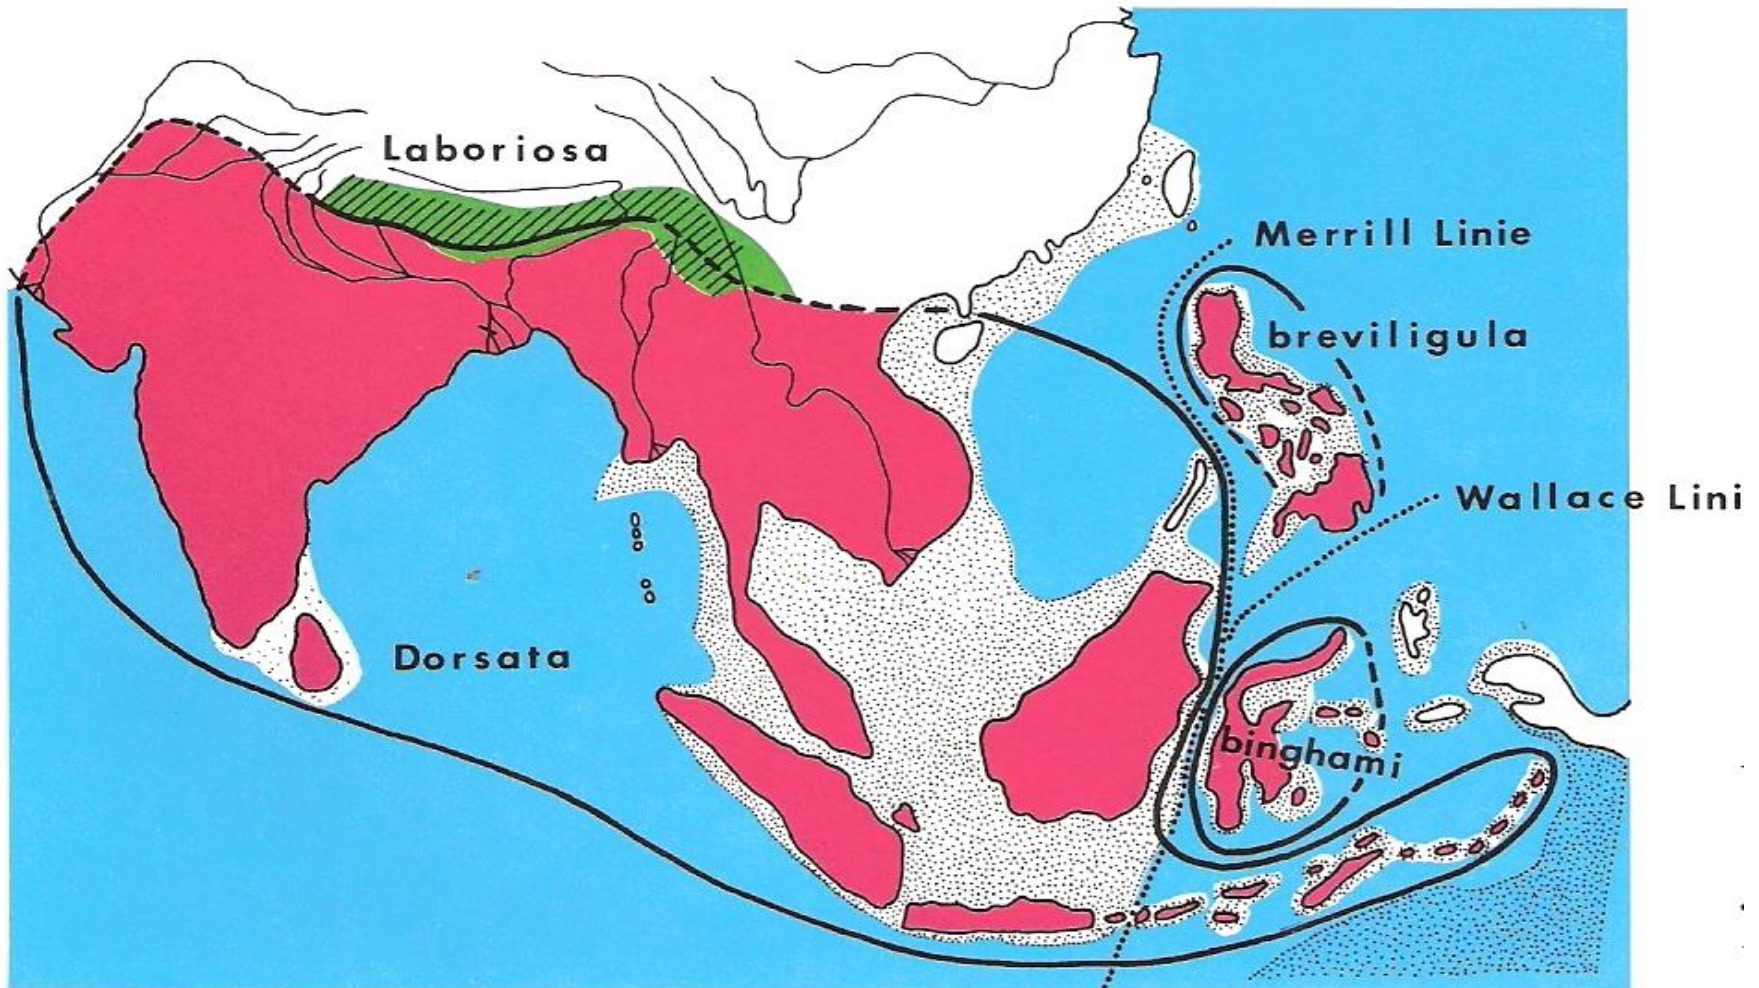 Laboriosa
Merrill Linie
breviligula
Wallace Lini
Dorsata
binghami